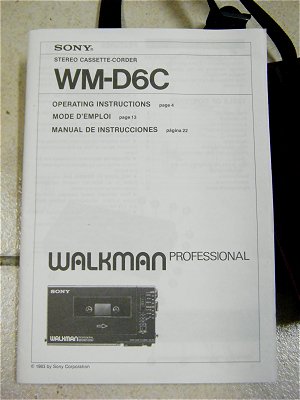 SONY®
STEREO CASSETTE-CORDER
WM-D6C
OPERATING INSTRUCTIONS page 4
MODE D'EMPLOI page 13
MANUAL DE INSTRUCCIONES página 22
WALKMAN PROFESSIONAL
SONY
WALKMAN
© 1985 by Sony Corporation